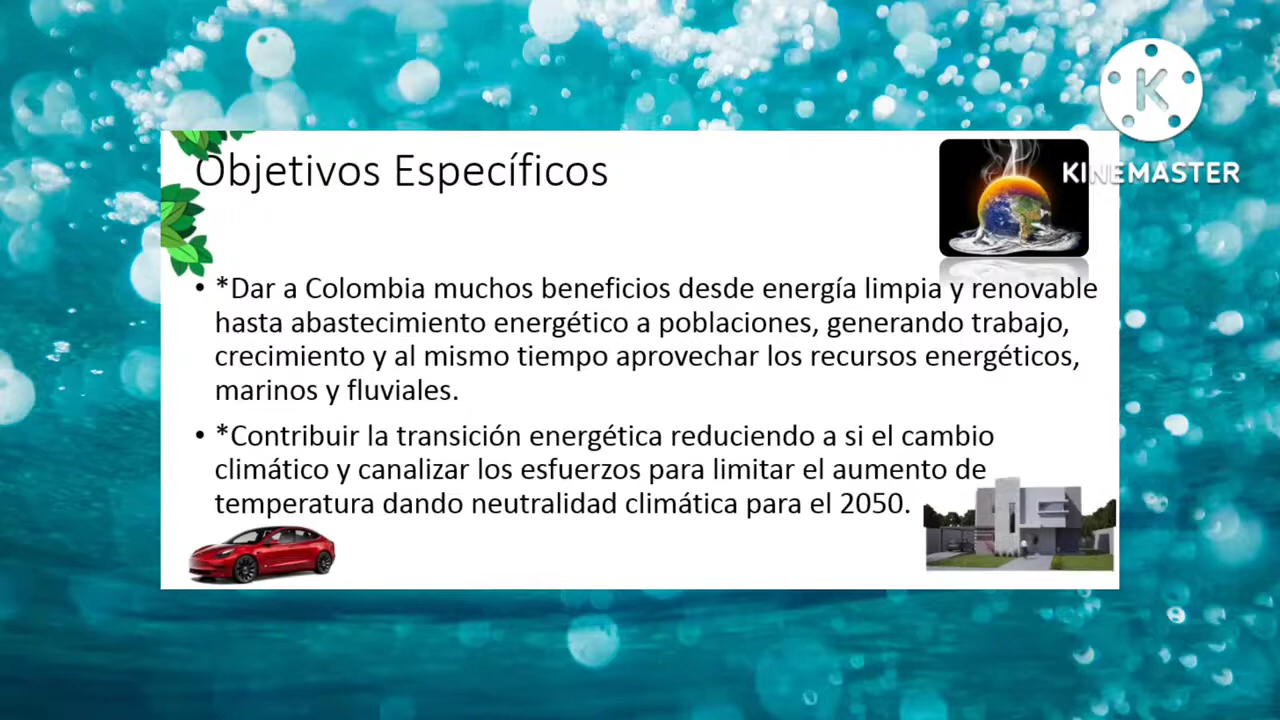 K
KINEMASTER
Objetivos Específicos
• *Dar a Colombia muchos beneficios desde energía limpia y renovable
hasta abastecimiento energético a poblaciones, generando trabajo,
crecimiento y al mismo tiempo aprovechar los recursos energéticos,
marinos y fluviales.
• *Contribuir la transición energética reduciendo a si el cambio
climático y canalizar los esfuerzos para limitar el aumento de
temperatura dando neutralidad climática para el 2050.